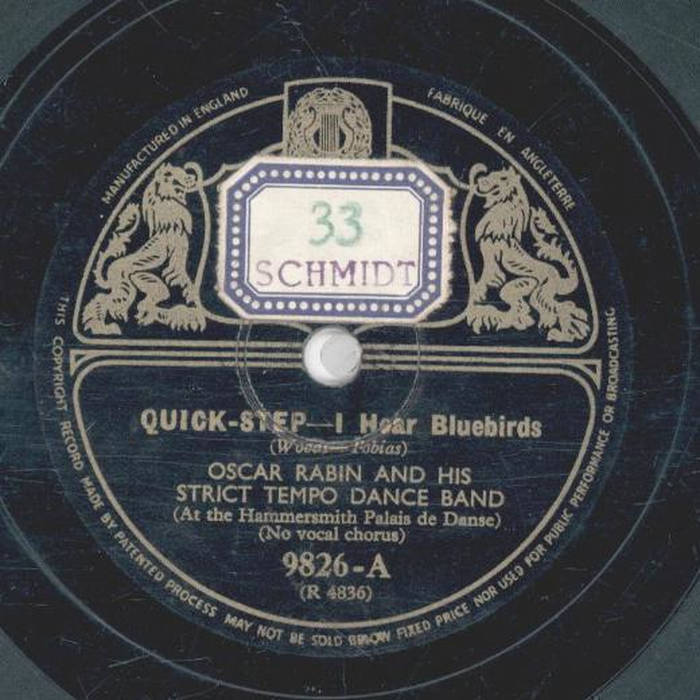 MANUFACTURED IN ENGLAND
FABRIQUE EN ANGLETERRE
33
SCHMIDT
QUICK-STEP—I Hear Bluebirds
(Woods—Tobias)
OSCAR RABIN AND HIS
STRICT TEMPO DANCE BAND
(At the Hammersmith Palais de Danse)
(No vocal chorus)
9826-A
(R 4836)
THIS COPYRIGHT RECORD MADE BY PATENTED PROCESS MAY NOT BE SOLD BELOW FIXED PRICE NOR USED FOR PUBLIC PERFORMANCE OR BROADCASTING